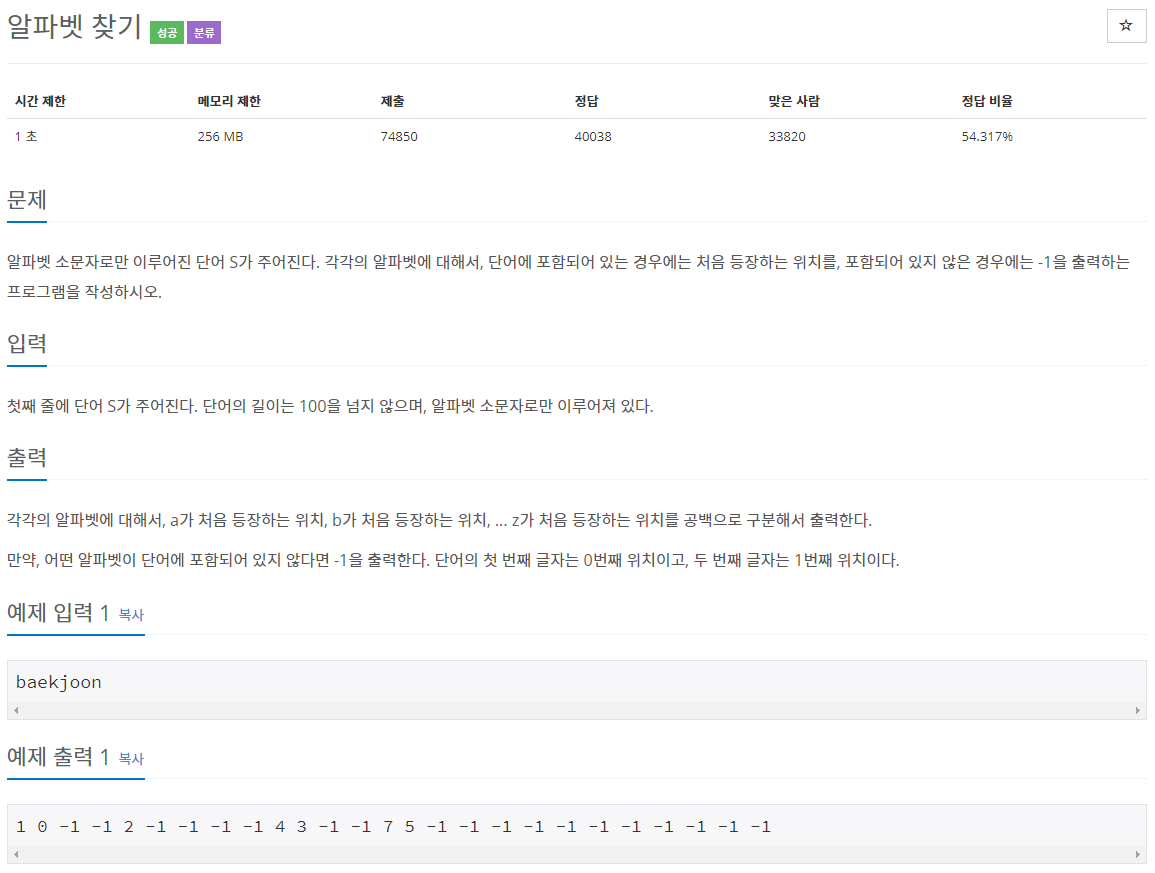 알파벳 찾기 성공 분류
☆
시간 제한 메모리 제한 제출 정답 맞은 사람 정답 비율
1 초 256 MB 74850 40038 33820 54.317%
문제
알파벳 소문자로만 이루어진 단어 S가 주어진다. 각각의 알파벳에 대해서, 단어에 포함되어 있는 경우에는 처음 등장하는 위치를, 포함되어 있지 않은 경우에는 -1을 출력하는
프로그램을 작성하시오.
입력
첫째 줄에 단어 S가 주어진다. 단어의 길이는 100을 넘지 않으며, 알파벳 소문자로만 이루어져 있다.
출력
각각의 알파벳에 대해서, a가 처음 등장하는 위치, b가 처음 등장하는 위치, ... z가 처음 등장하는 위치를 공백으로 구분해서 출력한다.
만약, 어떤 알파벳이 단어에 포함되어 있지 않다면 -1을 출력한다. 단어의 첫 번째 글자는 0번째 위치이고, 두 번째 글자는 1번째 위치이다.
예제 입력 1 복사
baekjoon
예제 출력 1 복사
1 0 -1 -1 2 -1 -1 -1 -1 4 3 -1 -1 7 5 -1 -1 -1 -1 -1 -1 -1 -1 -1 -1 -1